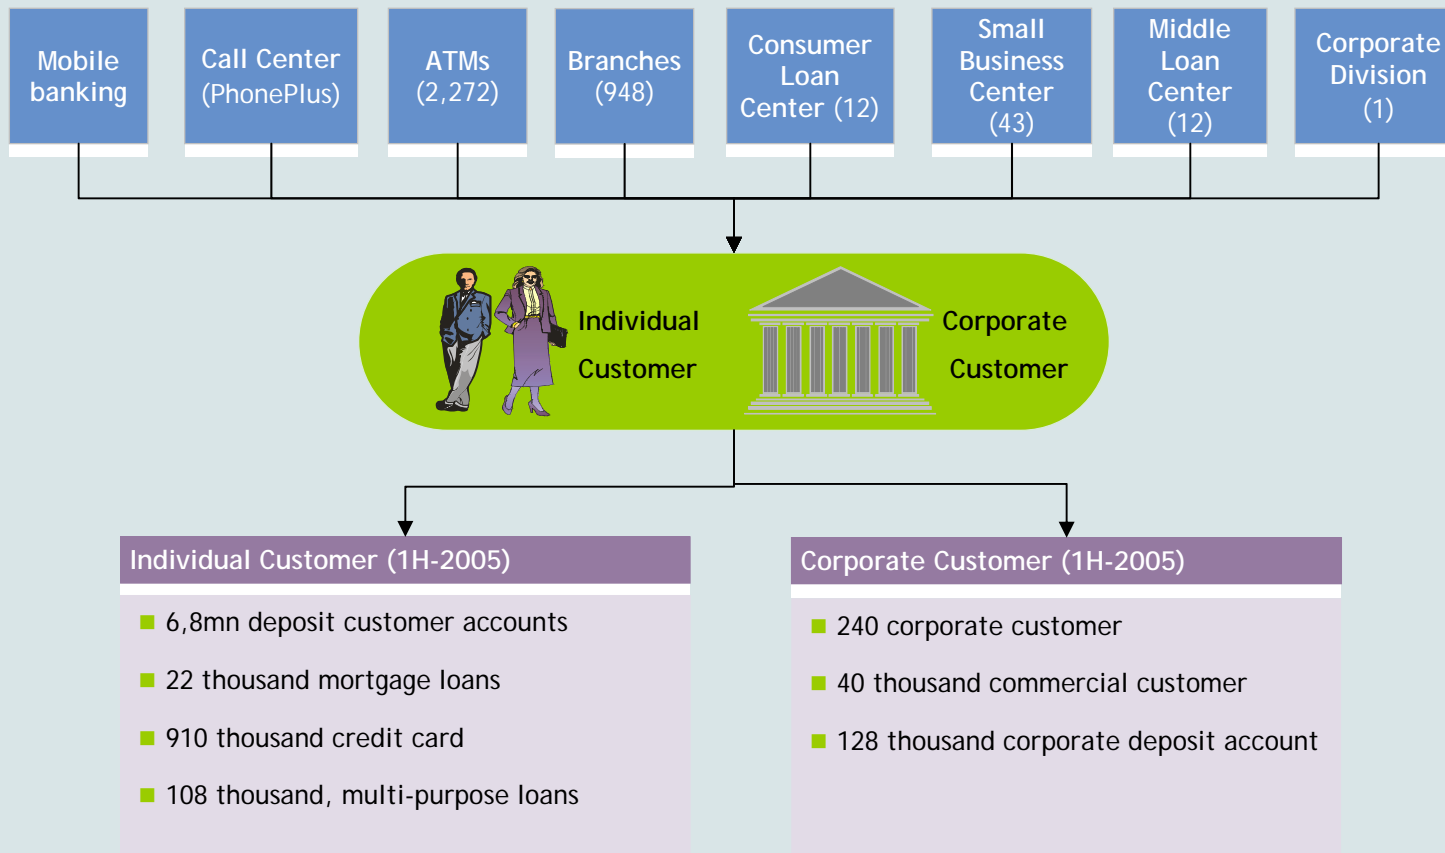 Mobile
banking
Call Center
(PhonePlus)
ATMs
(2,272)
Branches
(948)
Consumer
Loan
Center (12)
Small
Business
Center
(43)
Middle
Loan
Center
(12)
Corporate
Division
(1)
Individual
Customer
Corporate
Customer
Individual Customer (1H-2005)
6,8mn deposit customer accounts
22 thousand mortgage loans
910 thousand credit card
108 thousand, multi-purpose loans
Corporate Customer (1H-2005)
240 corporate customer
40 thousand commercial customer
128 thousand corporate deposit account